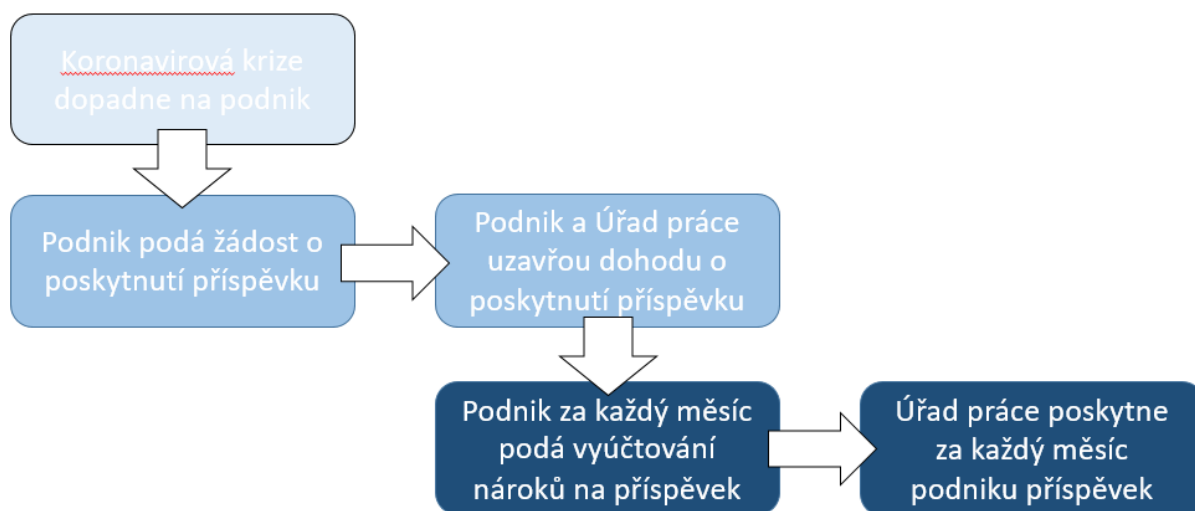 Koronavirová krize
dopadne na podnik
Podnik podá žádost o
poskytnutí příspěvku
Podnik a Úřad práce
uzavřou dohodu o
poskytnutí příspěvku
Podnik za každý měsíc
podá vyúčtování
nároků na příspěvek
Úřad práce poskytne
za každý měsíc
podniku příspěvek